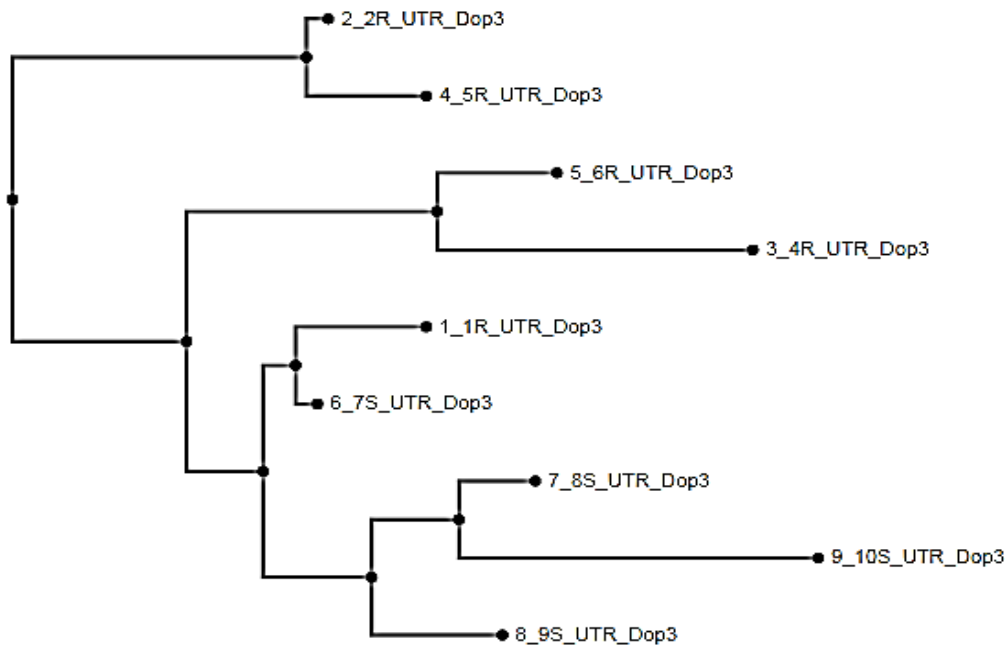 2_2R_UTR_Dop3
4_5R_UTR_Dop3
5_6R_UTR_Dop3
3_4R_UTR_Dop3
1_1R_UTR_Dop3
6_7S_UTR_Dop3
7_8S_UTR_Dop3
9_10S_UTR_Dop3
8_9S_UTR_Dop3